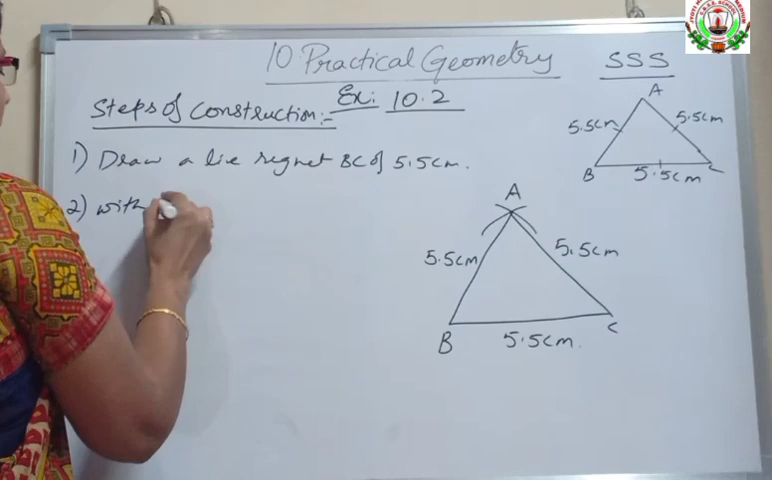 10 Practical Geometry SSS
Ex: 10.2
Steps of Construction:-
1) Draw a line segment BC of 5.5cm.
2) with
A
5.5cm
5.5cm
B
5.5cm
C
A
5.5cm
5.5cm
B
5.5cm.
C